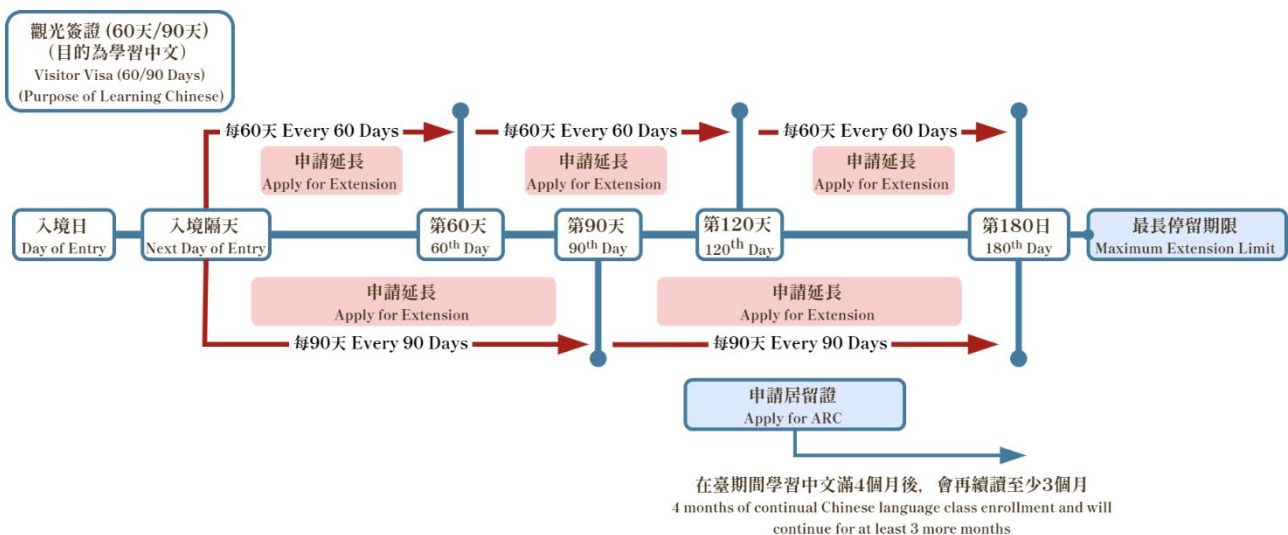 觀光簽證 (60天/90天)
(目的為學習中文)
Visitor Visa (60/90 Days)
(Purpose of Learning Chinese)
每60天 Every 60 Days
每60天 Every 60 Days
每60天 Every 60 Days
申請延長
Apply for Extension
申請延長
Apply for Extension
申請延長
Apply for Extension
入境日
Day of Entry
入境隔天
Next Day of Entry
第60天
60th Day
第90天
90th Day
第120天
120th Day
第180日
180th Day
最長停留期限
Maximum Extension Limit
申請延長
Apply for Extension
申請延長
Apply for Extension
每90天 Every 90 Days
每90天 Every 90 Days
申請居留證
Apply for ARC
在臺期間學習中文滿4個月後，會再續讀至少3個月
4 months of continual Chinese language class enrollment and will
continue for at least 3 more months